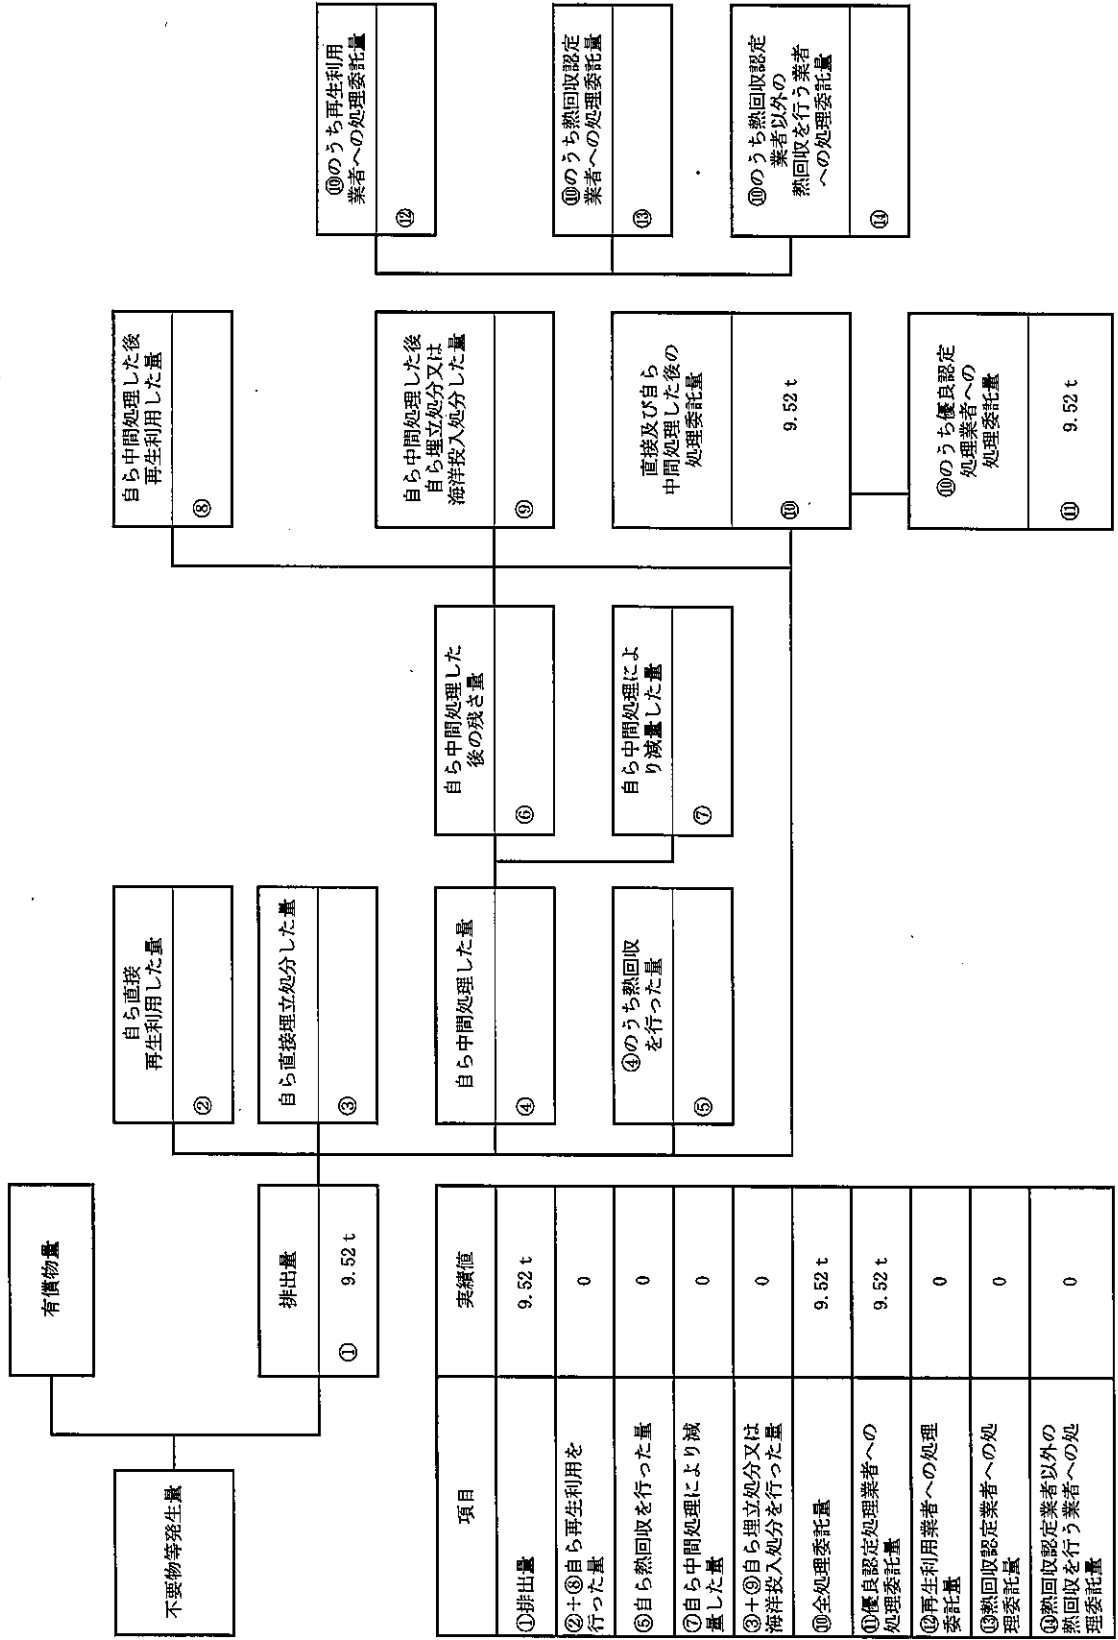 不要物等発生量
有償物量
排出量
① 9.52 t
自ら直接
再生利用した量
②
自ら直接埋立処分した量
③
自ら中間処理した量
④
④のうち熱回収
を行った量
⑤
自ら中間処理した
後の残さ量
⑥
自ら中間処理によ
り減量した量
⑦
自ら中間処理した後
再生利用した量
⑧
自ら中間処理した後
自ら埋立処分又は
海洋投入処分した量
⑨
直接及び自ら
中間処理した後の
処理委託量
⑩ 9.52 t
⑩のうち優良認定
処理業者への
処理委託量
⑪ 9.52 t
⑩のうち再生利用
業者への処理委託量
⑫
⑩のうち熱回収認定
業者への処理委託量
⑬
⑩のうち熱回収認定
業者以外の
熱回収を行う業者
への処理委託量
⑭
項目 実績値
①排出量 9.52 t
②+⑧自ら再生利用を
行った量 0
⑤自ら熱回収を行った量 0
⑦自ら中間処理により減
量した量 0
③+⑨自ら埋立処分又は
海洋投入処分を行った量 0
⑩全処理委託量 9.52 t
⑪優良認定処理業者への
処理委託量 9.52 t
⑫再生利用業者への処理
委託量 0
⑬熱回収認定業者への処
理委託量 0
⑭熱回収認定業者以外の
熱回収を行う業者への処
理委託量 0